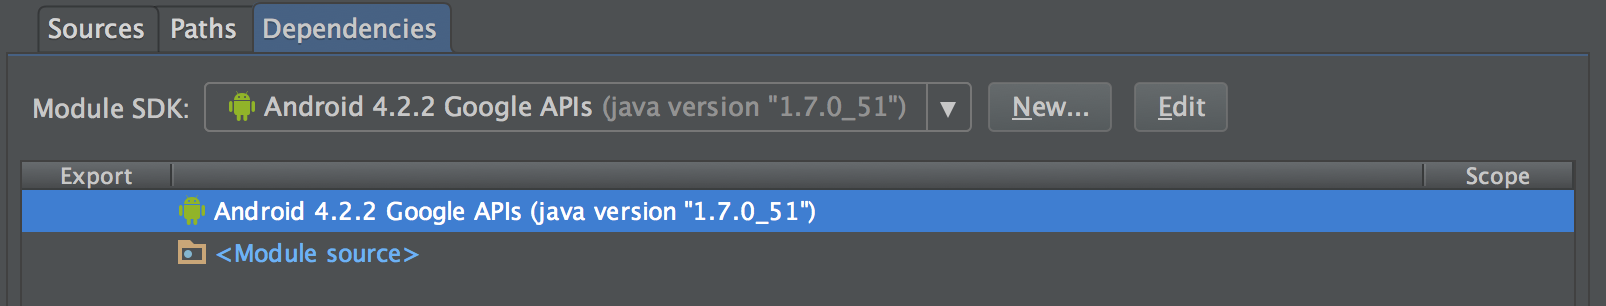 Sources Paths Dependencies
Module SDK: Android 4.2.2 Google APIs (java version "1.7.0_51") ▼ New... Edit
Export Scope
Android 4.2.2 Google APIs (java version "1.7.0_51")
<Module source>